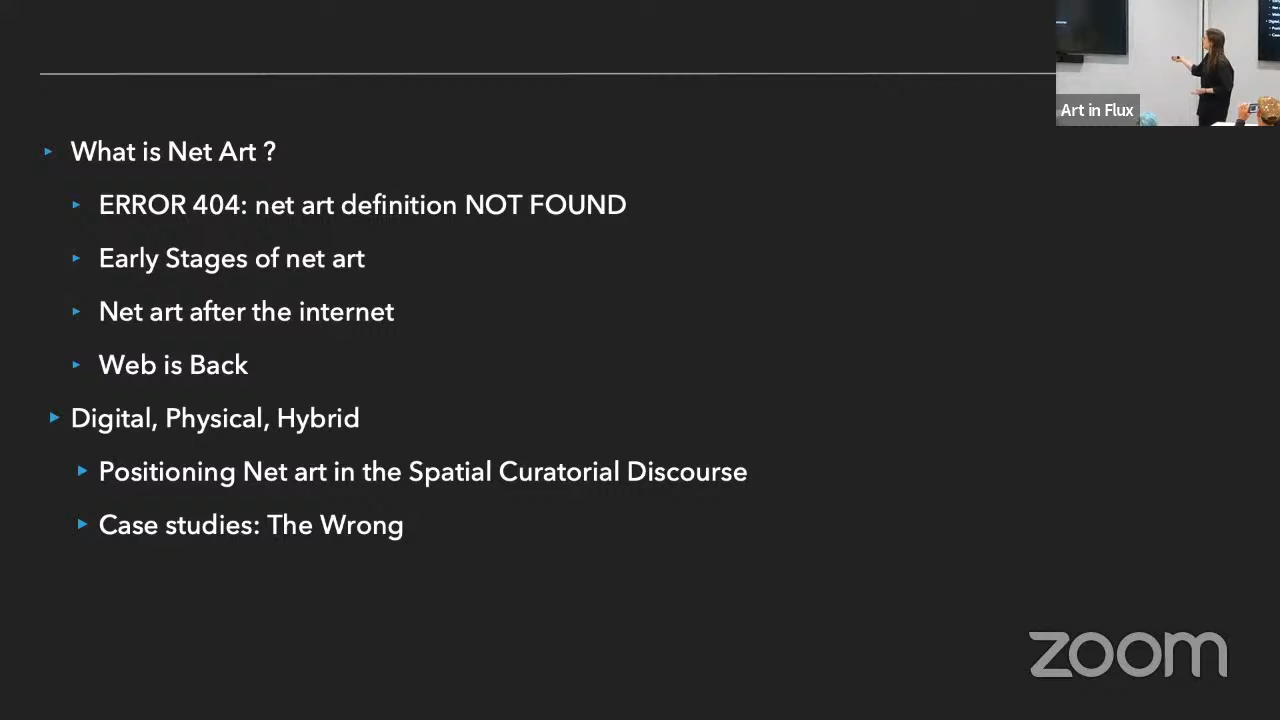 Art in Flux
What is Net Art ?
ERROR 404: net art definition NOT FOUND
Early Stages of net art
Net art after the internet
Web is Back
Digital, Physical, Hybrid
Positioning Net art in the Spatial Curatorial Discourse
Case studies: The Wrong
zoom